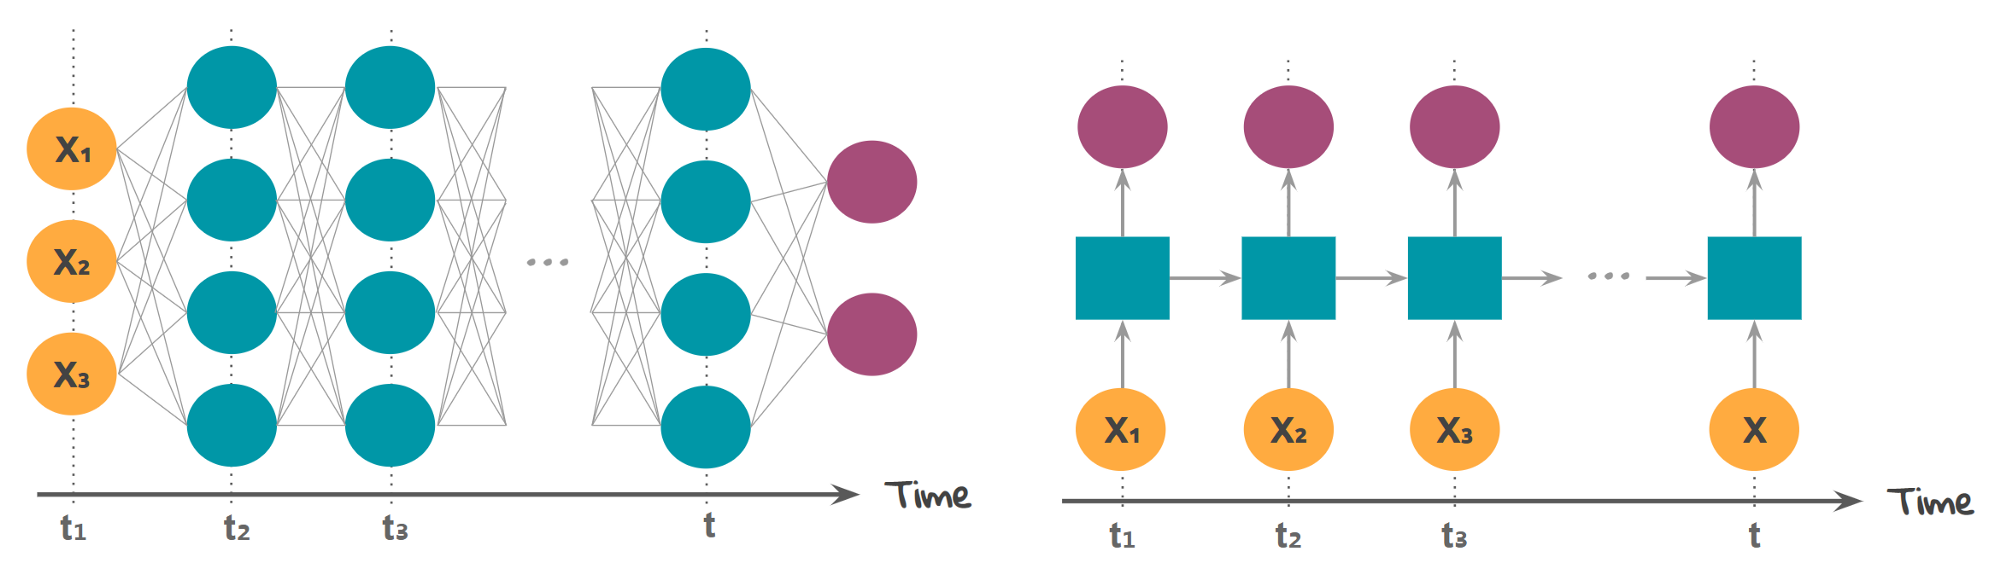 X₁
X₂
X₃
...
Time
t₁ t₂ t₃ t
...
X₁ X₂ X₃ X
Time
t₁ t₂ t₃ t